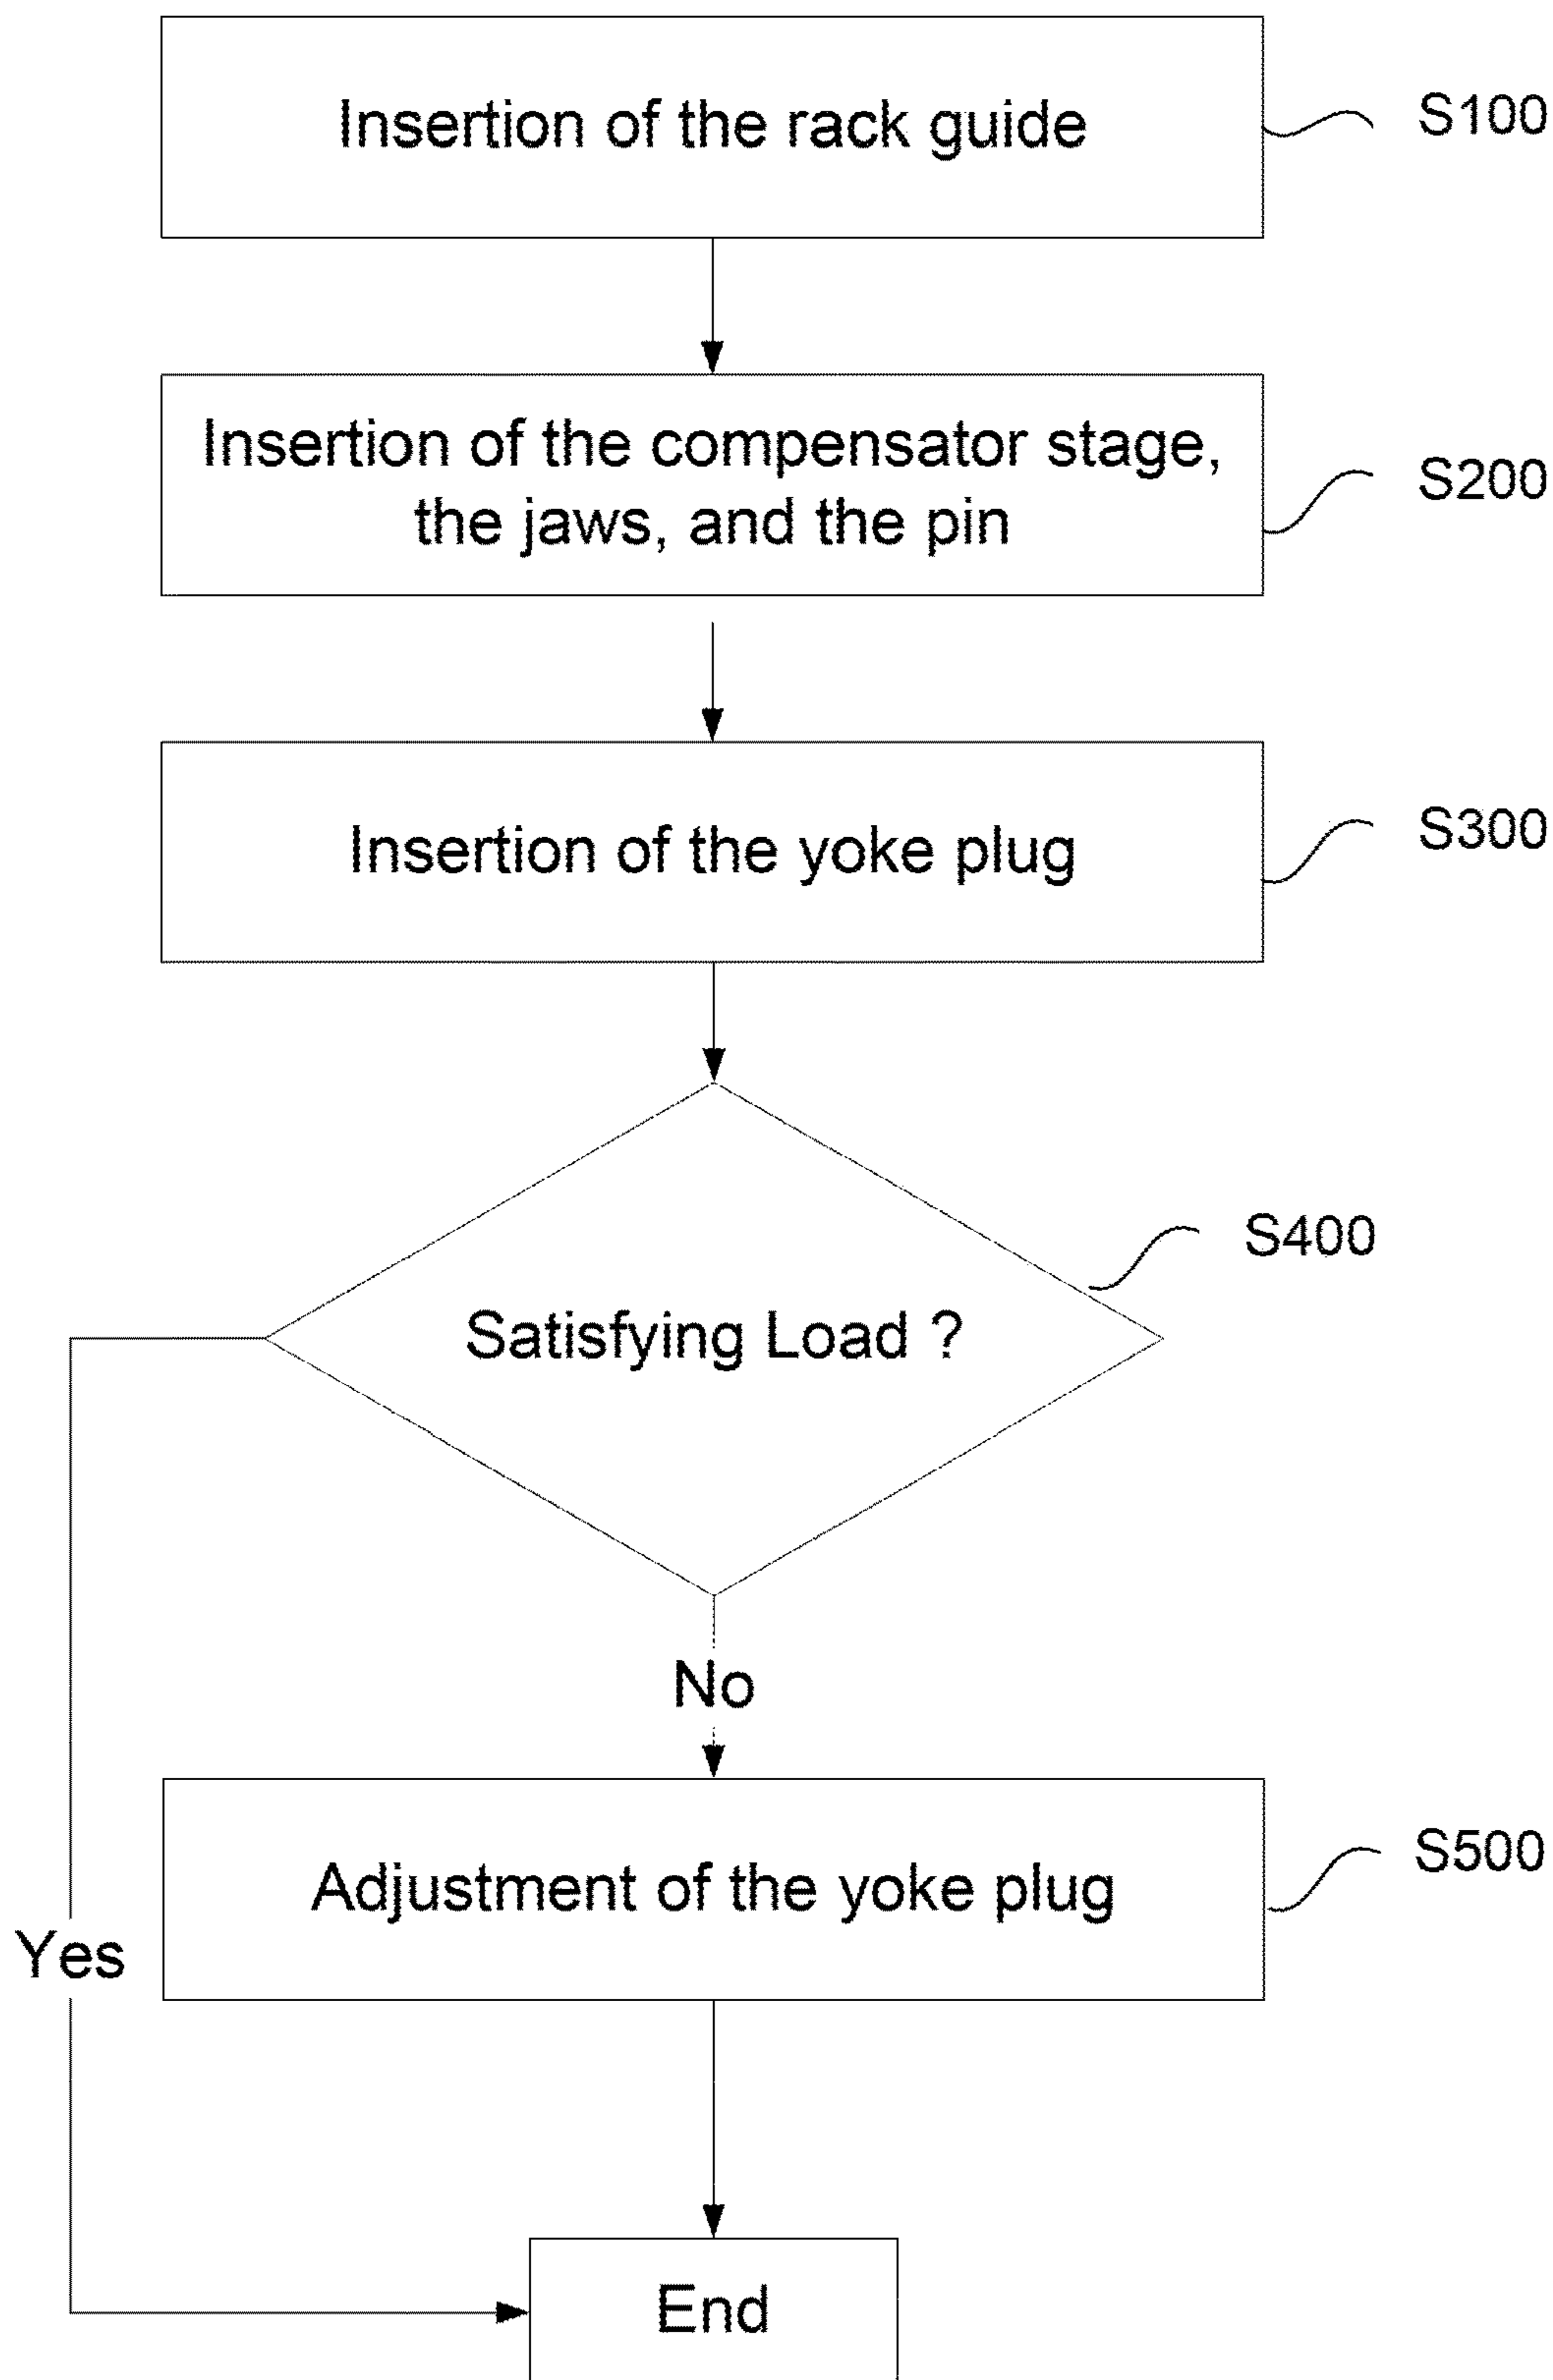 Insertion of the rack guide
S100
Insertion of the compensator stage,
the jaws, and the pin
S200
Insertion of the yoke plug
S300
Satisfying Load ?
S400
No
Adjustment of the yoke plug
S500
Yes
End